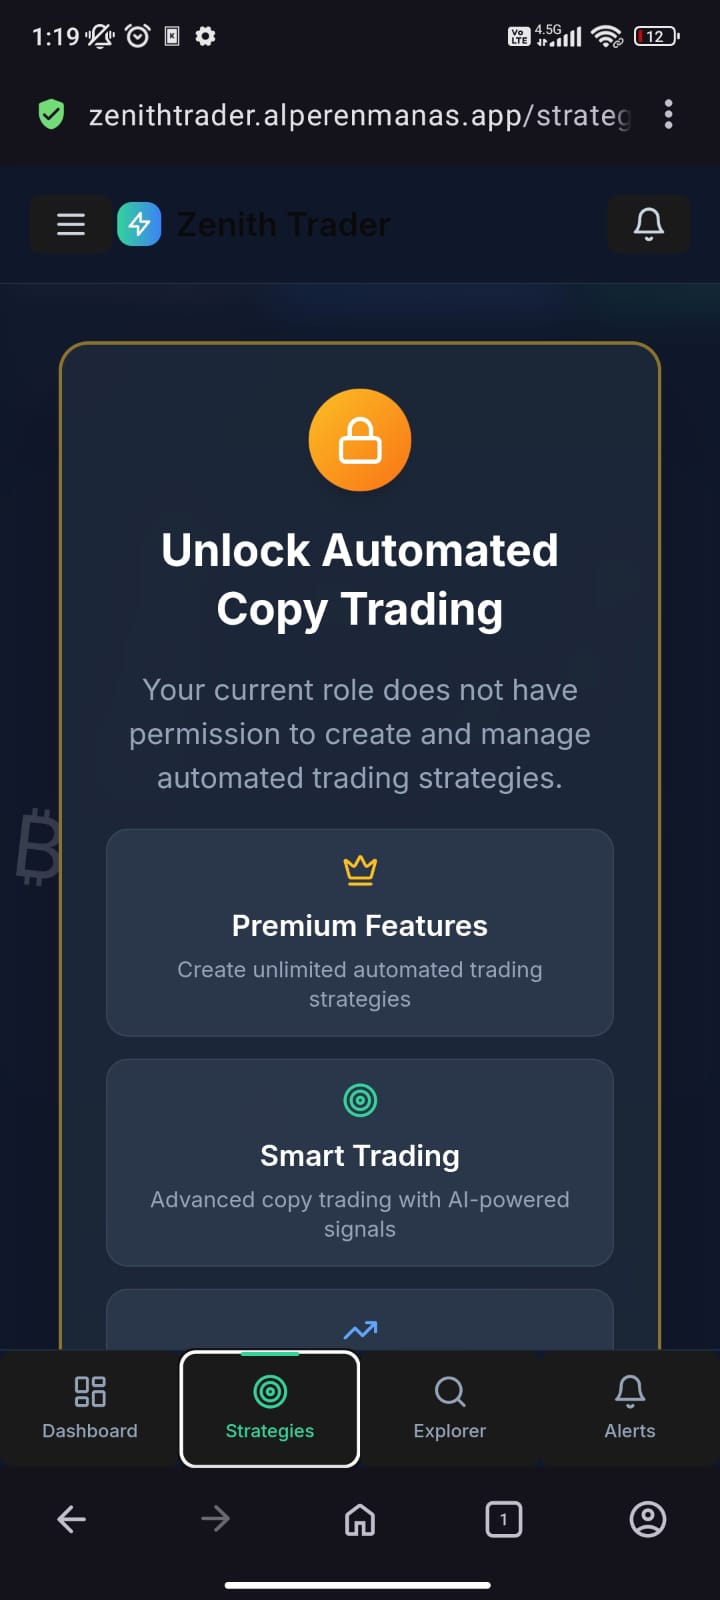 1:19
Vo
LTE
4.5G
12
zenithtrader.alperenmanas.app/strateg
Zenith Trader
Unlock Automated
Copy Trading
Your current role does not have
permission to create and manage
automated trading strategies.
Premium Features
Create unlimited automated trading
strategies
Smart Trading
Advanced copy trading with AI-powered
signals
Dashboard
Strategies
Explorer
Alerts
1